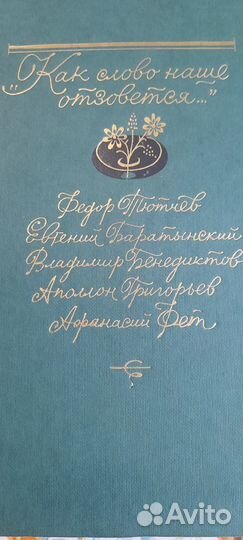 „Как слово наше
отзовется..."
Федор Тютчев
Евгений Баратынский
Владимир Бенедиктов
Аполлон Григорьев
Афанасий Фет
Avito